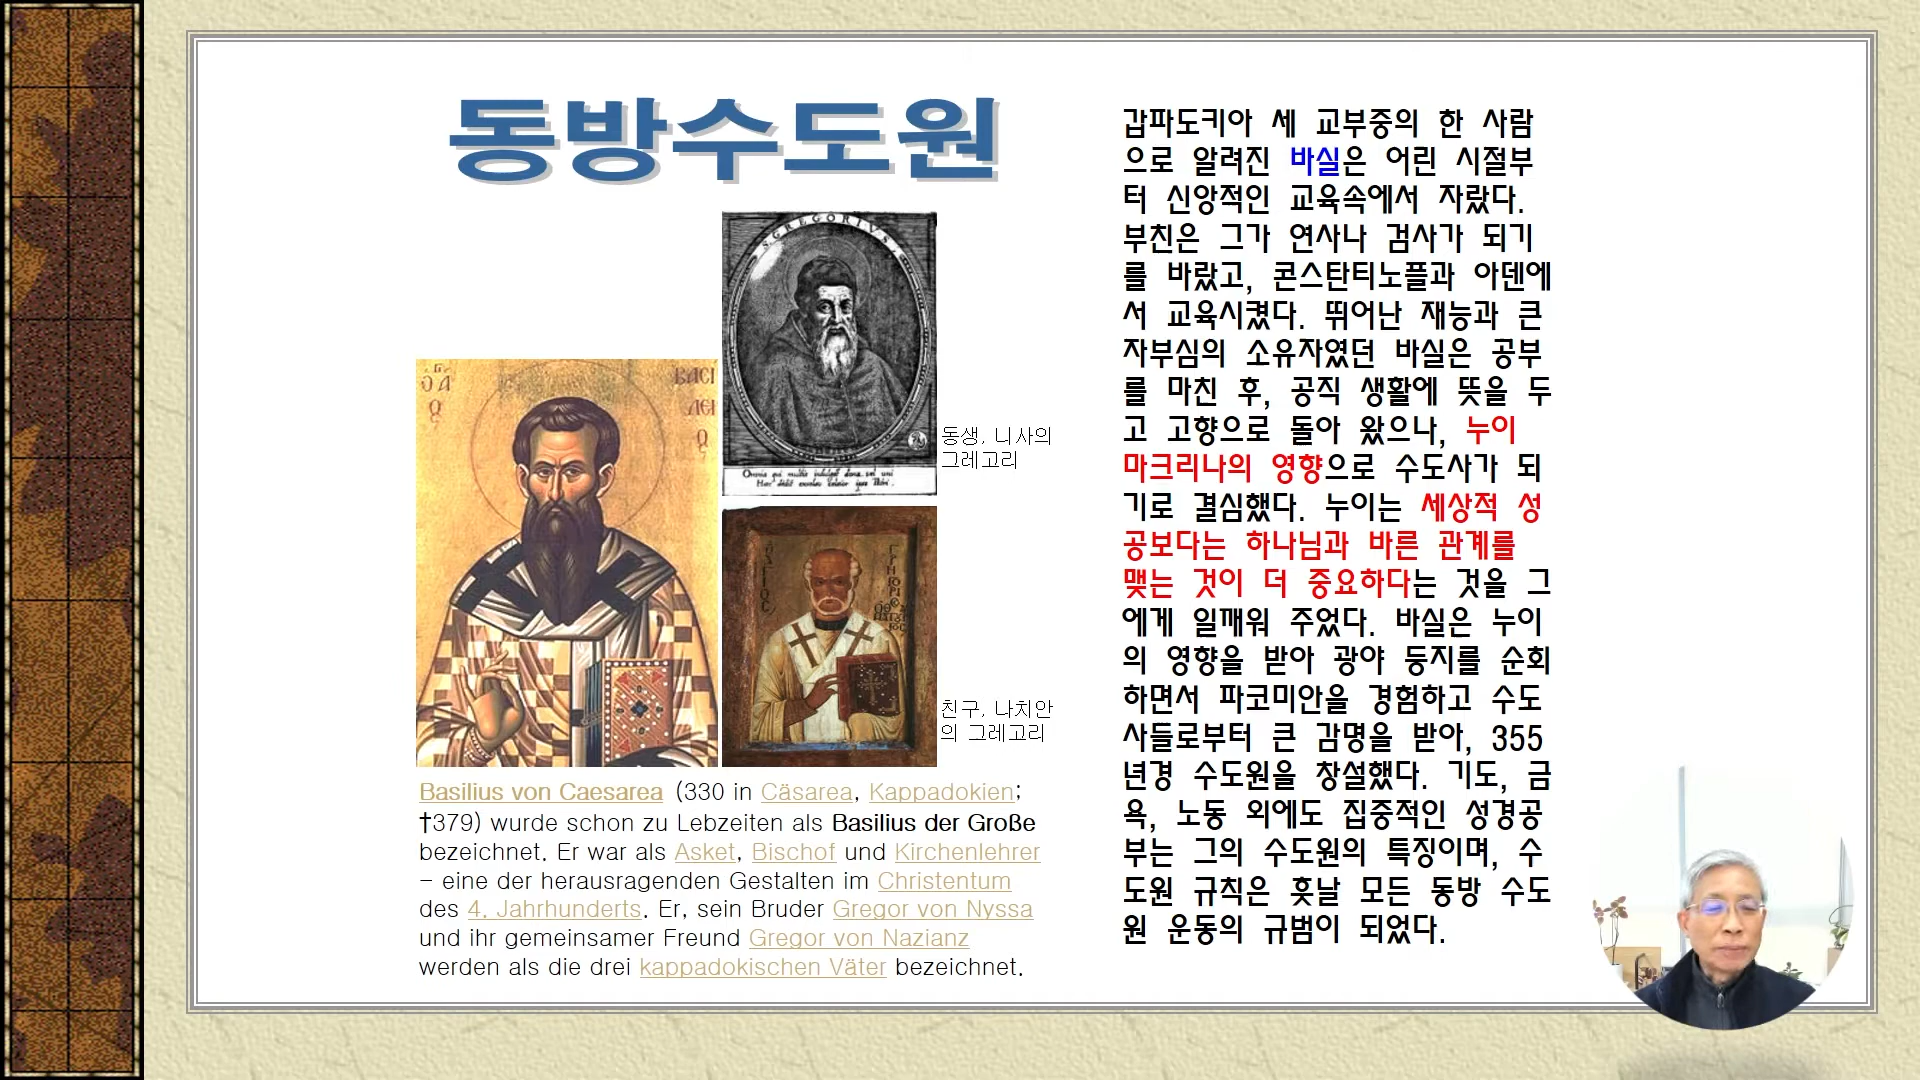 동방수도원
S. GREGORIVS.
동생, 니사의
그레고리
친구, 나치안
의 그레고리
Basilius von Caesarea (330 in Cäsarea, Kappadokien;
†379) wurde schon zu Lebzeiten als Basilius der Große
bezeichnet. Er war als Asket, Bischof und Kirchenlehrer
- eine der herausragenden Gestalten im Christentum
des 4. Jahrhunderts. Er, sein Bruder Gregor von Nyssa
und ihr gemeinsamer Freund Gregor von Nazianz
werden als die drei kappadokischen Väter bezeichnet.
갑파도키아 세 교부중의 한 사람
으로 알려진 바실은 어린 시절부
터 신앙적인 교육속에서 자랐다.
부친은 그가 연사나 검사가 되기
를 바랐고, 콘스탄티노플과 아덴에
서 교육시켰다. 뛰어난 재능과 큰
자부심의 소유자였던 바실은 공부
를 마친 후, 공직 생활에 뜻을 두
고 고향으로 돌아 왔으나, 누이
마크리나의 영향으로 수도사가 되
기로 결심했다. 누이는 세상적 성
공보다는 하나님과 바른 관계를
맺는 것이 더 중요하다는 것을 그
에게 일깨워 주었다. 바실은 누이
의 영향을 받아 광야 등지를 순회
하면서 파코미안을 경험하고 수도
사들로부터 큰 감명을 받아, 355
년경 수도원을 창설했다. 기도, 금
욕, 노동 외에도 집중적인 성경공
부는 그의 수도원의 특징이며, 수
도원 규칙은 훗날 모든 동방 수도
원 운동의 규범이 되었다.